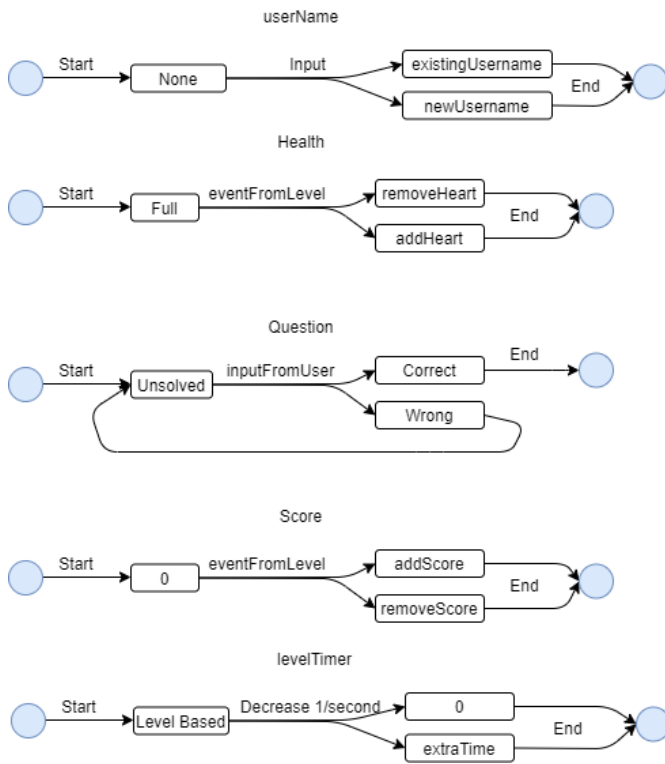 userName
Start
None
Input
existingUsername
newUsername
End
Health
Start
Full
eventFromLevel
removeHeart
addHeart
End
Question
Start
Unsolved
inputFromUser
Correct
Wrong
End
Score
Start
0
eventFromLevel
addScore
removeScore
End
levelTimer
Start
Level Based
Decrease 1/second
0
extraTime
End